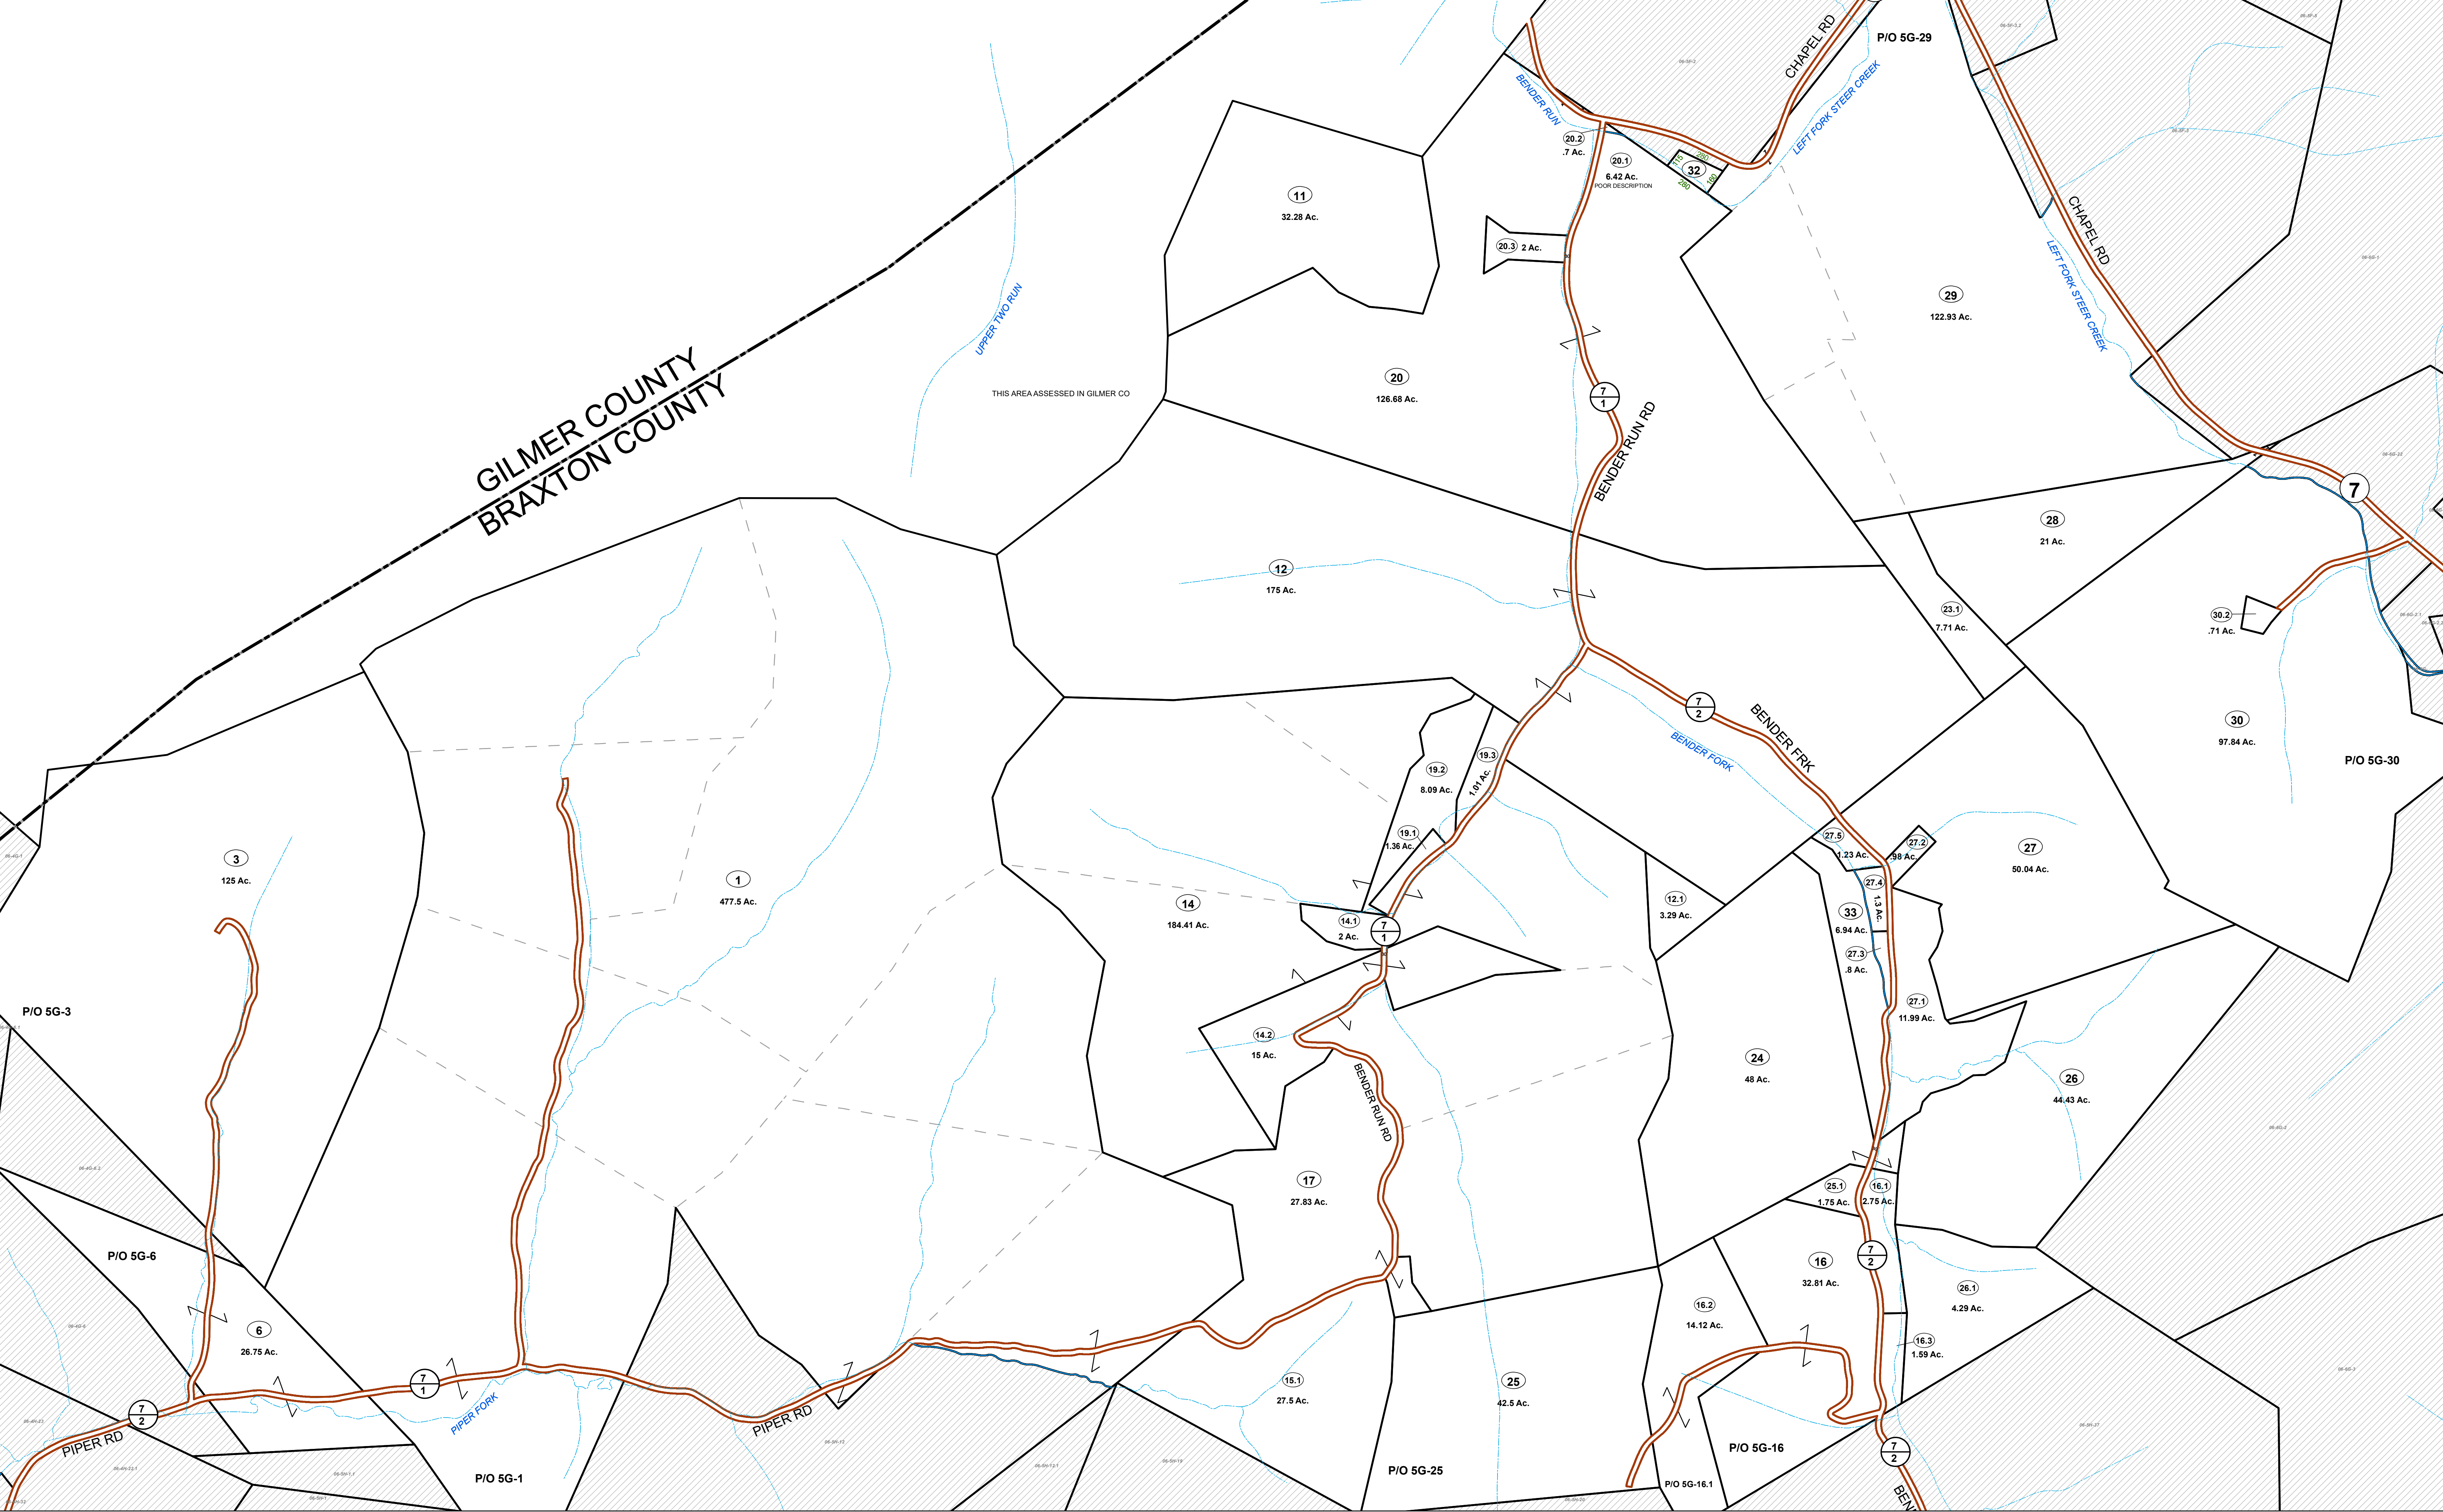 P/O 5G-29
CHAPEL RD
BENDER RUN
LEFT FORK STEER CREEK
20.2
.7 Ac.
20.1
6.42 Ac.
POOR DESCRIPTION
115
280
32
160
280
11
32.28 Ac.
20.3 2 Ac.
CHAPEL RD
LEFT FORK STEER CREEK
29
122.93 Ac.
UPPER TWO RUN
GILMER COUNTY
BRAXTON COUNTY
THIS AREA ASSESSED IN GILMER CO
20
126.68 Ac.
7
1
BENDER RUN RD
7
28
21 Ac.
12
175 Ac.
23.1
7.71 Ac.
30.2
.71 Ac.
30
97.84 Ac.
P/O 5G-30
7
2
BENDER FRK
BENDER FORK
19.3
1.01 Ac.
19.2
8.09 Ac.
19.1
1.36 Ac.
27.5
1.23 Ac.
27.2
.98 Ac.
27
50.04 Ac.
3
125 Ac.
1
477.5 Ac.
14
184.41 Ac.
14.1
2 Ac.
7
1
12.1
3.29 Ac.
27.4
1.3 Ac.
33
6.94 Ac.
27.3
.8 Ac.
27.1
11.99 Ac.
P/O 5G-3
14.2
15 Ac.
BENDER RUN RD
24
48 Ac.
26
44.43 Ac.
17
27.83 Ac.
25.1
1.75 Ac.
16.1
2.75 Ac.
P/O 5G-6
7
2
16
32.81 Ac.
26.1
4.29 Ac.
6
26.75 Ac.
16.2
14.12 Ac.
16.3
1.59 Ac.
7
1
15.1
27.5 Ac.
25
42.5 Ac.
7
2
PIPER RD
PIPER FORK
PIPER RD
P/O 5G-1
P/O 5G-25
P/O 5G-16
P/O 5G-16.1
7
2